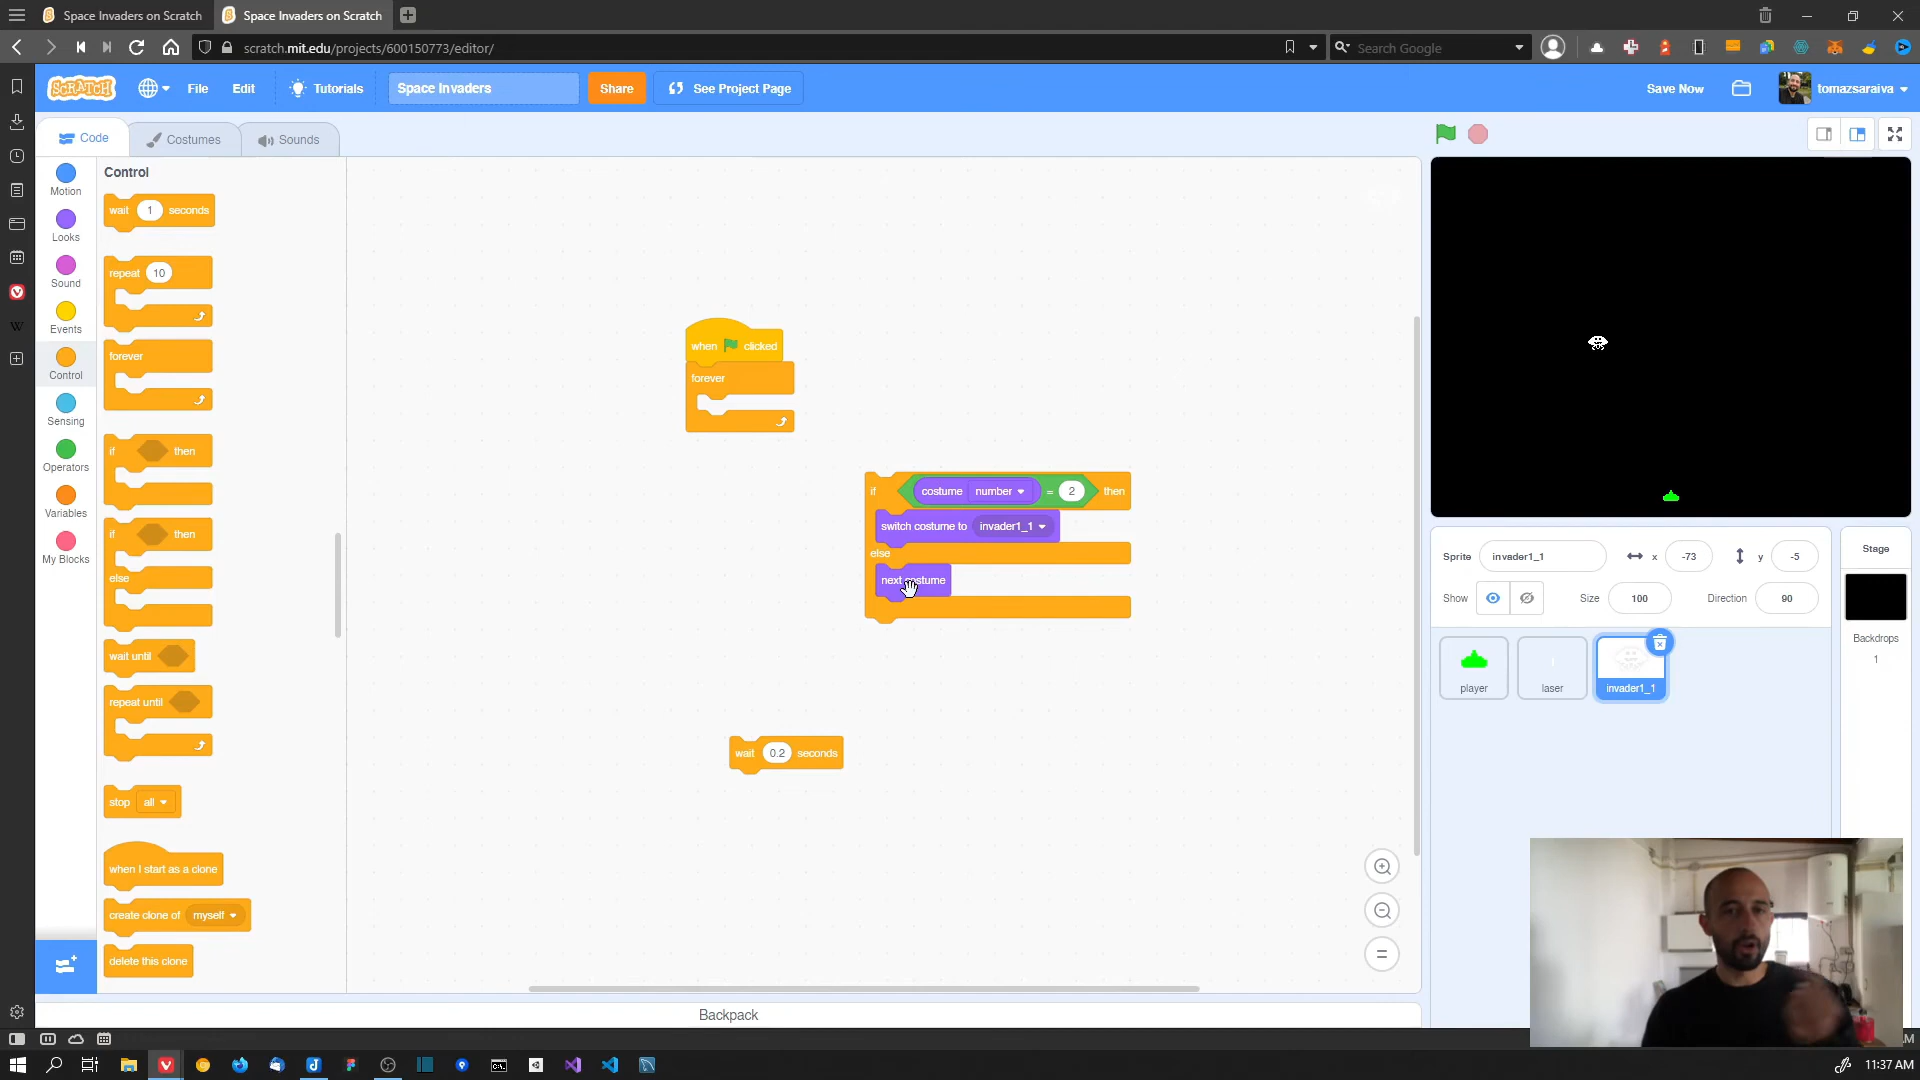 Space Invaders on Scratch
Space Invaders on Scratch
scratch.mit.edu/projects/600150773/editor/
Search Google
SCRATCH
File
Edit
Tutorials
Space Invaders
Share
See Project Page
Save Now
tomazsaraiva
Code
Costumes
Sounds
Motion
Looks
Sound
Events
Control
Sensing
Operators
Variables
My Blocks
Control
wait 1 seconds
repeat 10
forever
if then
if then
else
wait until
repeat until
stop all
when I start as a clone
create clone of myself
delete this clone
when clicked
forever
if costume number = 2 then
switch costume to invader1_1
else
next costume
wait 0.2 seconds
Backpack
Sprite invader1_1 x -73 y -5
Show Size 100 Direction 90
player
laser
invader1_1
Stage
Backdrops
1
11:37 AM